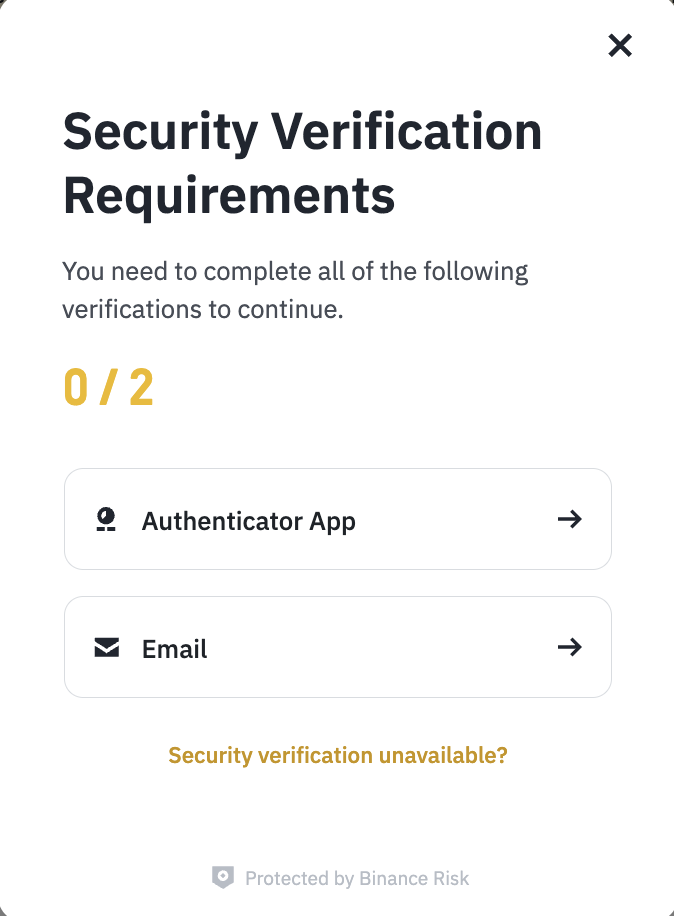 Security Verification
Requirements
You need to complete all of the following
verifications to continue.
0 / 2
Authenticator App
Email
Security verification unavailable?
Protected by Binance Risk